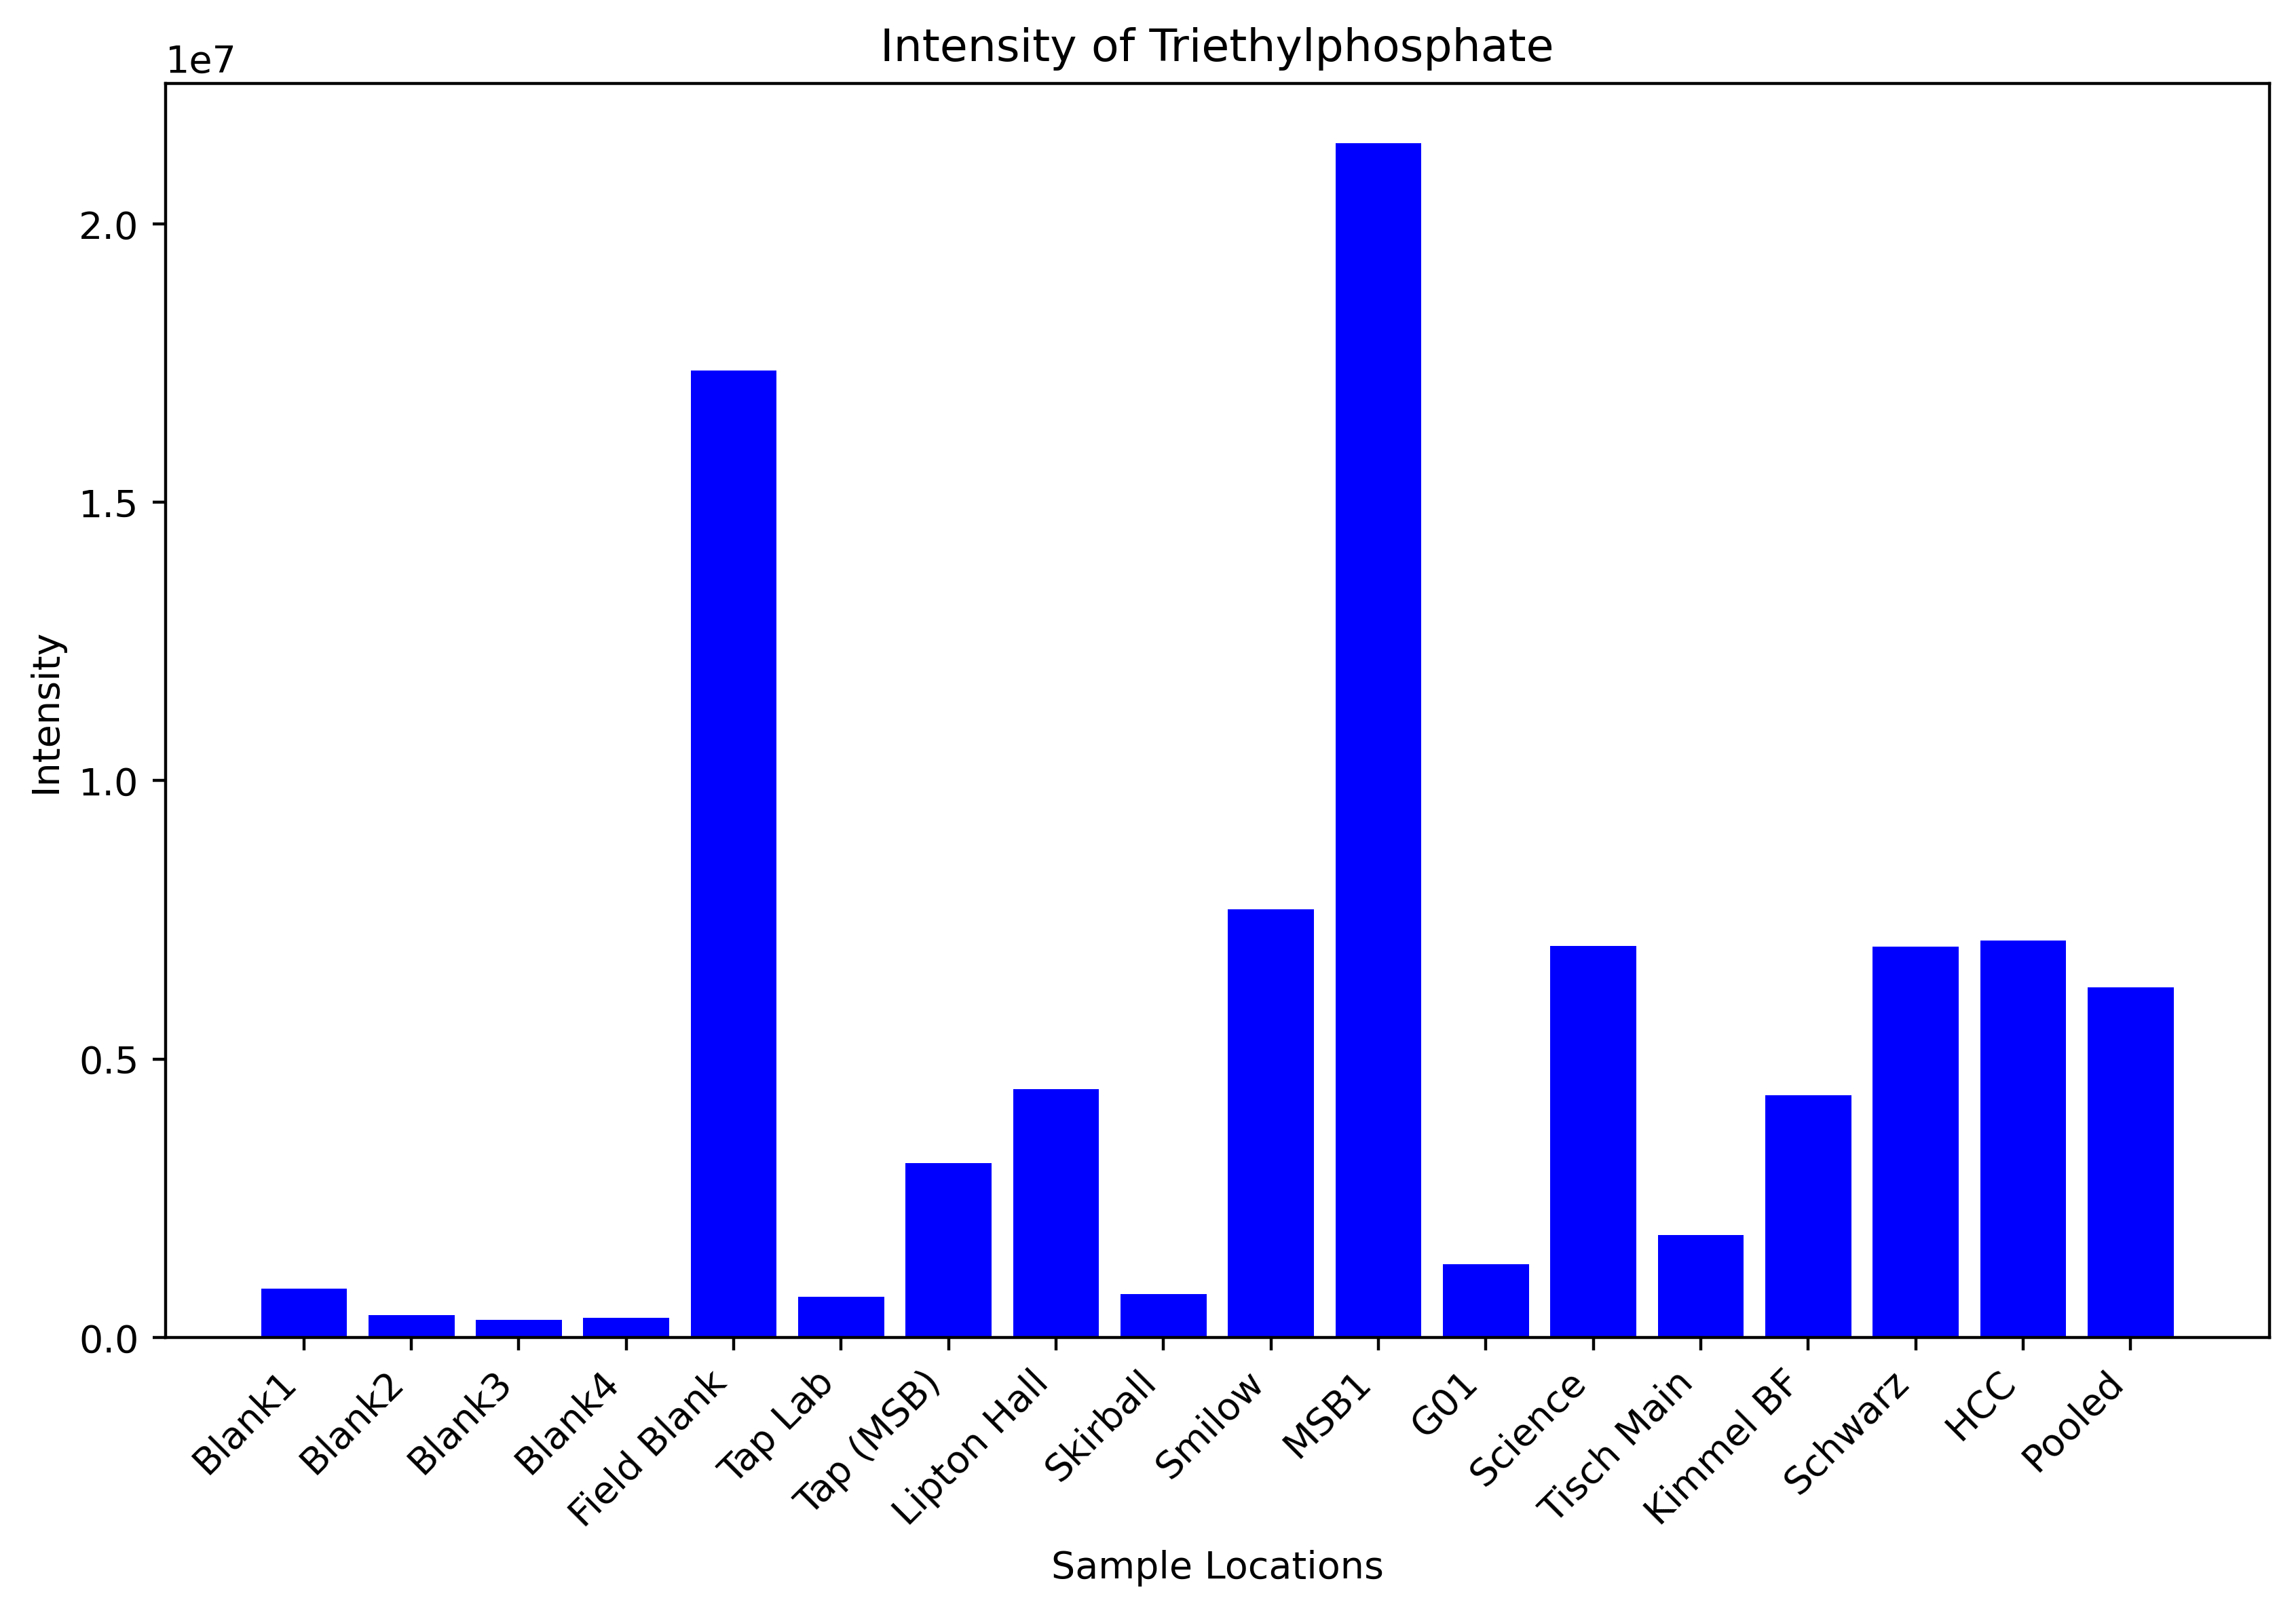 Intensity of Triethylphosphate
1e7
2.0
1.5
1.0
0.5
0.0
Intensity
Blank1
Blank2
Blank3
Blank4
Field Blank
Tap Lab
Tap (MSB)
Lipton Hall
Skirball
Smilow
MSB1
G01
Science
Tisch Main
Kimmel BF
Schwarz
HCC
Pooled
Sample Locations